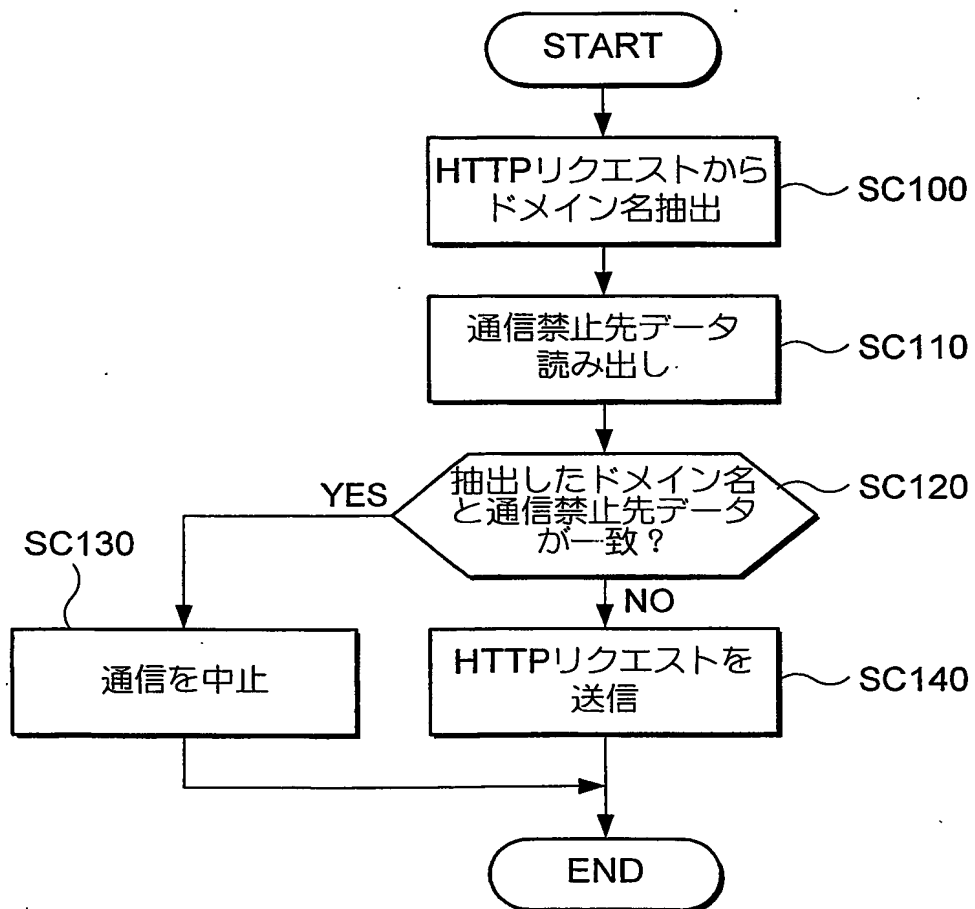 START
HTTPリクエストから
ドメイン名抽出
SC100
通信禁止先データ
読み出し
SC110
抽出したドメイン名
と通信禁止先データ
が一致？
SC120
YES
NO
SC130
通信を中止
HTTPリクエストを
送信
SC140
END